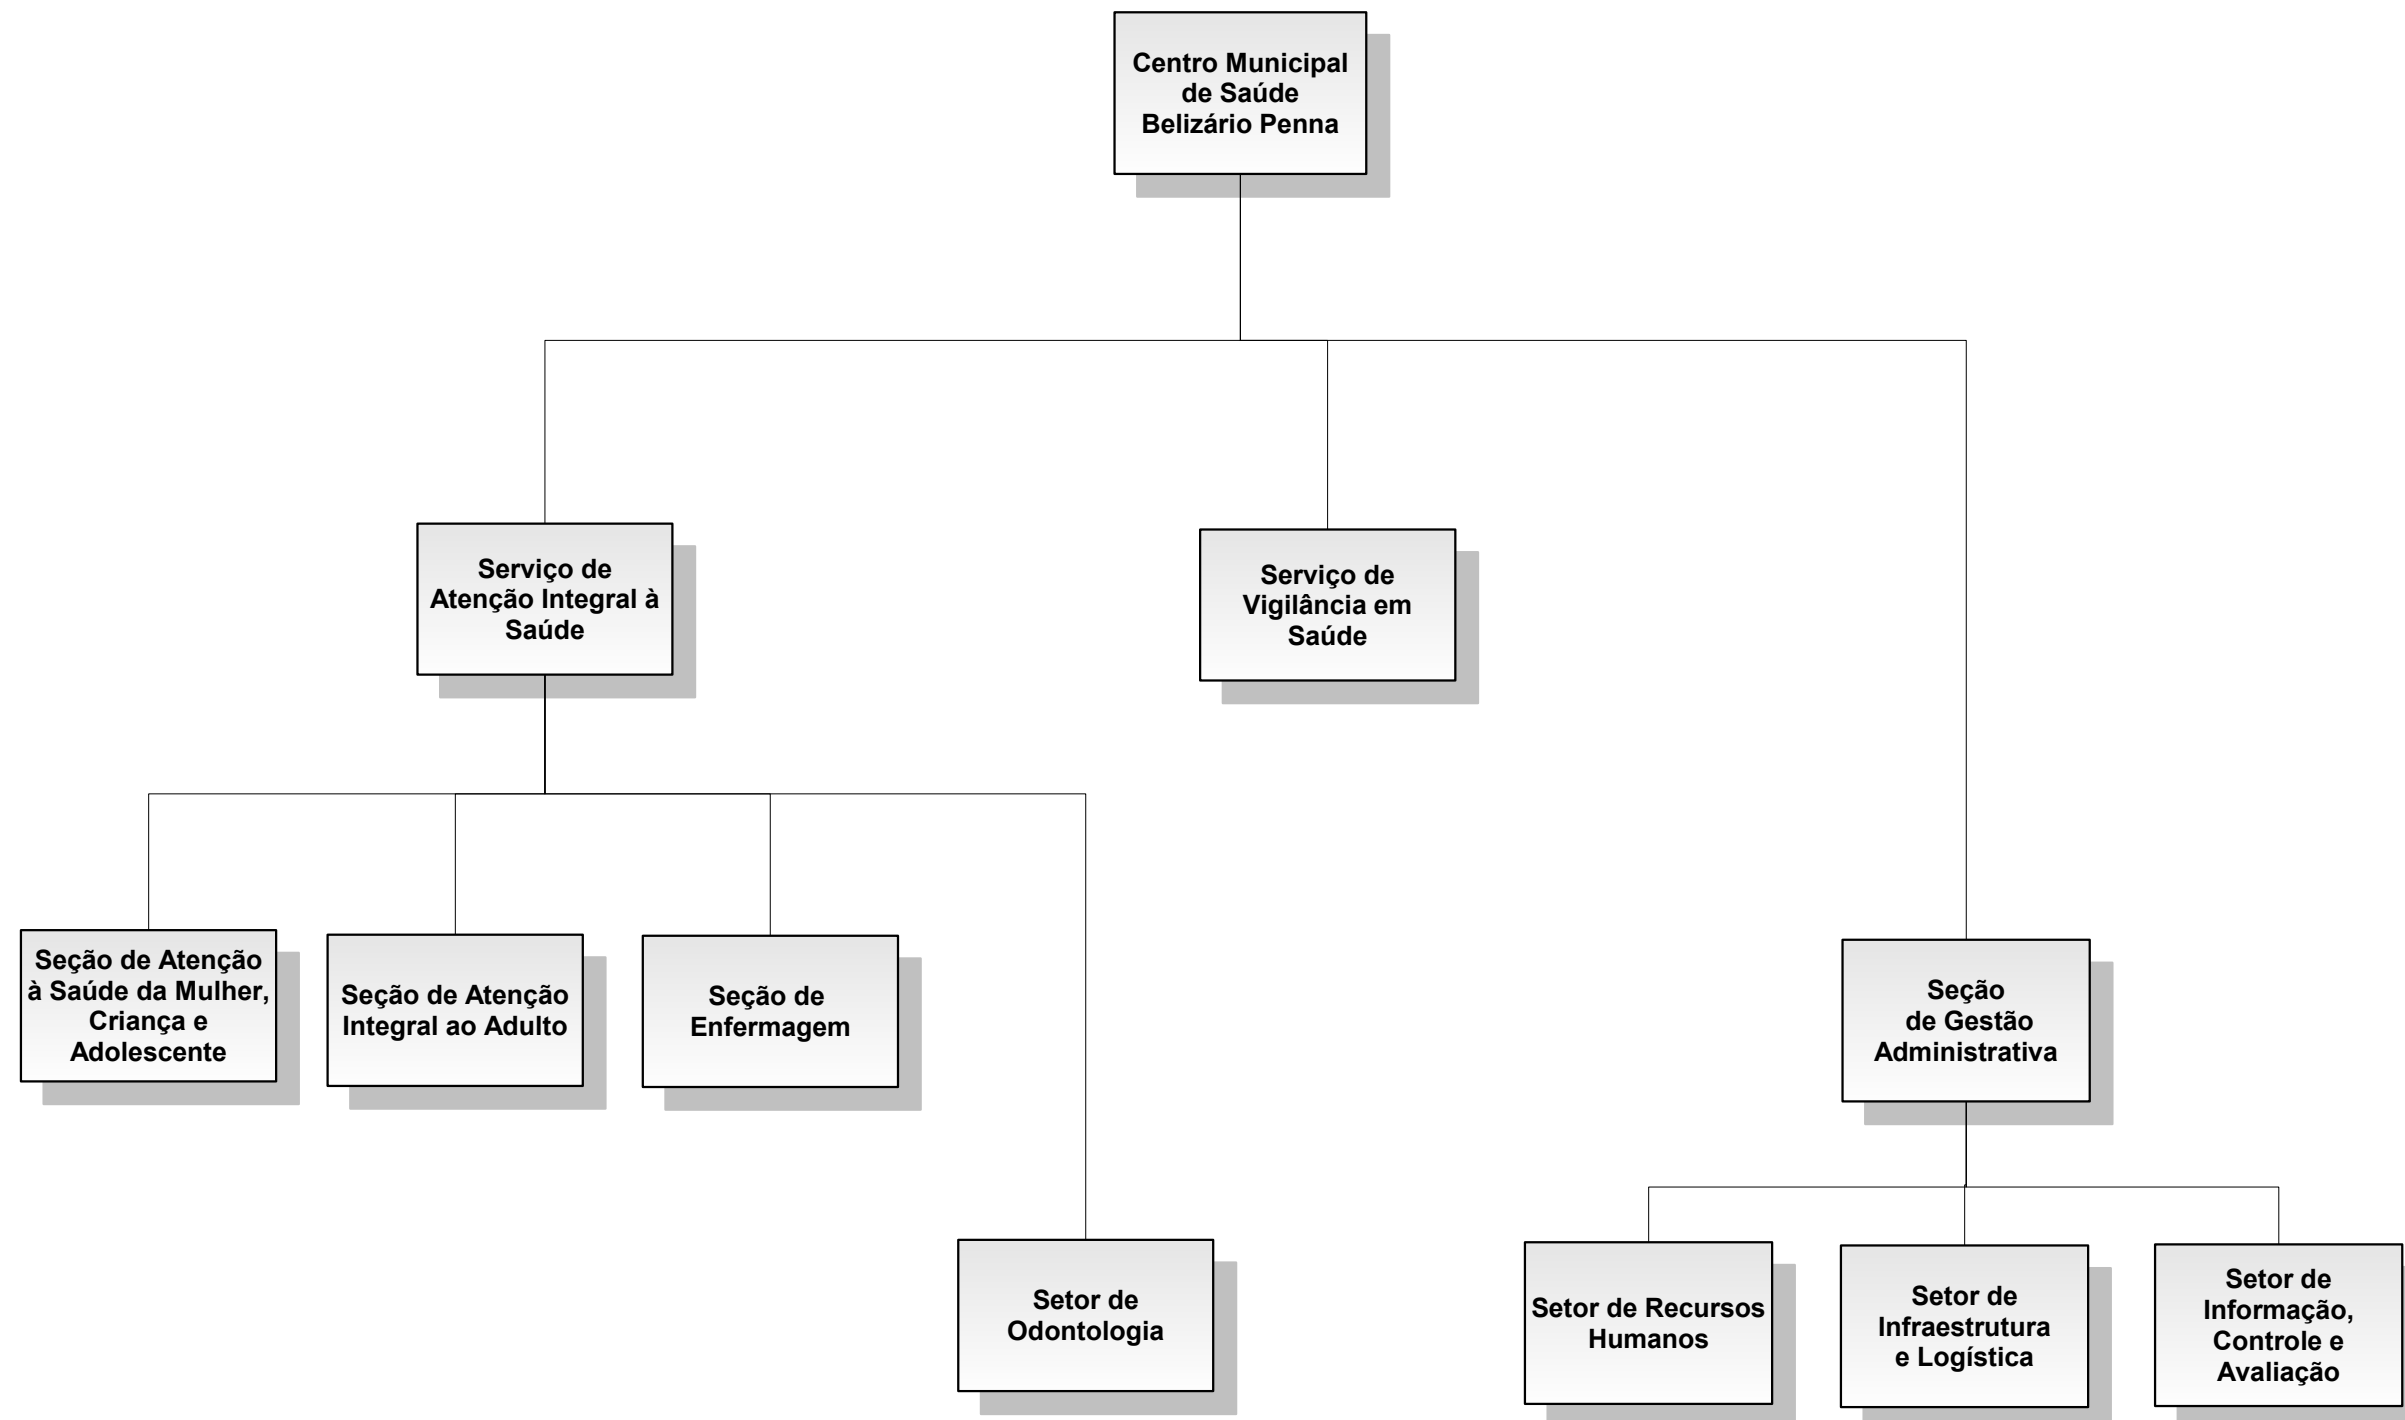 Centro Municipal
de Saúde
Belizário Penna
Serviço de
Atenção Integral à
Saúde
Serviço de
Vigilância em
Saúde
Seção de Atenção
à Saúde da Mulher,
Criança e
Adolescente
Seção de Atenção
Integral ao Adulto
Seção de
Enfermagem
Seção
de Gestão
Administrativa
Setor de
Odontologia
Setor de Recursos
Humanos
Setor de
Infraestrutura
e Logística
Setor de
Informação,
Controle e
Avaliação